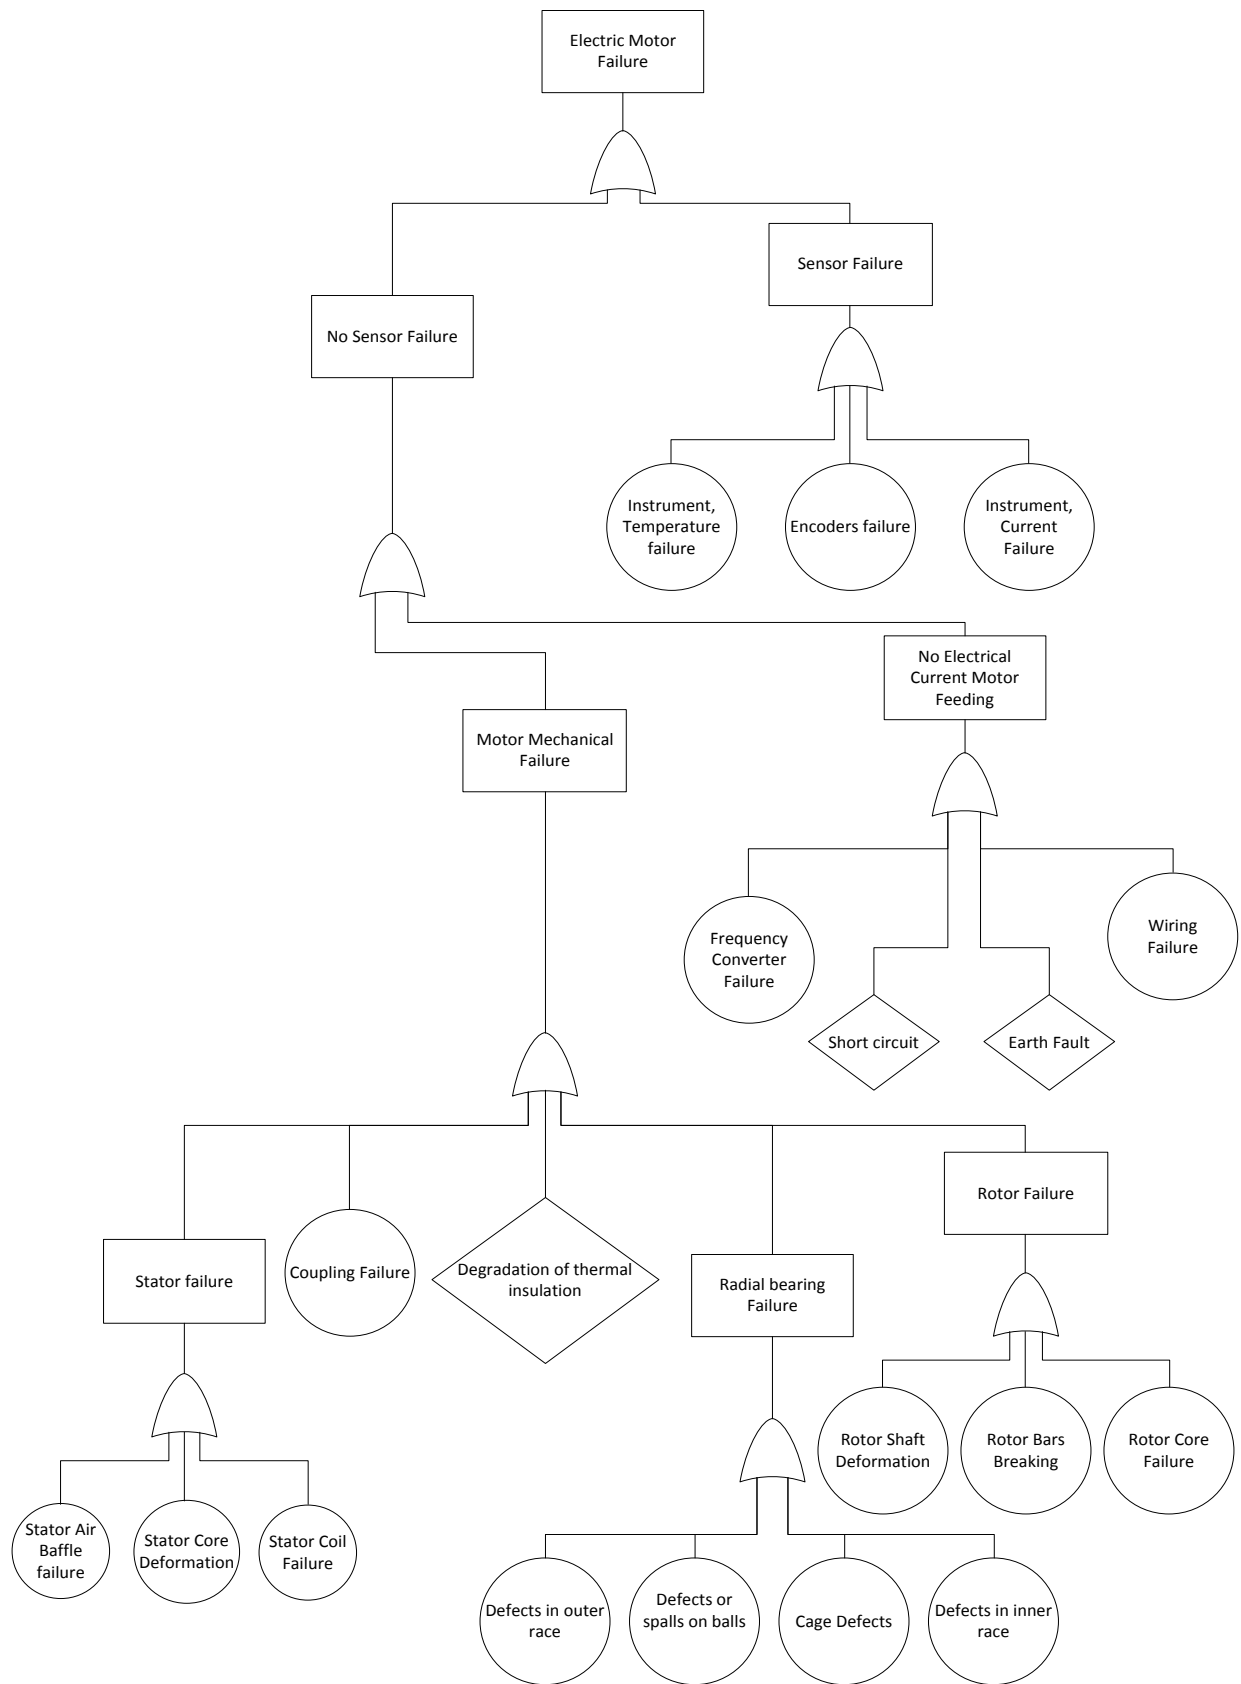 Electric Motor
Failure
Sensor Failure
No Sensor Failure
Instrument,
Temperature
failure
Encoders failure
Instrument,
Current
Failure
No Electrical
Current Motor
Feeding
Motor Mechanical
Failure
Frequency
Converter
Failure
Wiring
Failure
Short circuit
Earth Fault
Rotor Failure
Stator failure
Coupling Failure
Degradation of thermal
insulation
Radial bearing
Failure
Rotor Shaft
Deformation
Rotor Bars
Breaking
Rotor Core
Failure
Stator Air
Baffle
failure
Stator Core
Deformation
Stator Coil
Failure
Defects in outer
race
Defects or
spalls on balls
Cage Defects
Defects in inner
race